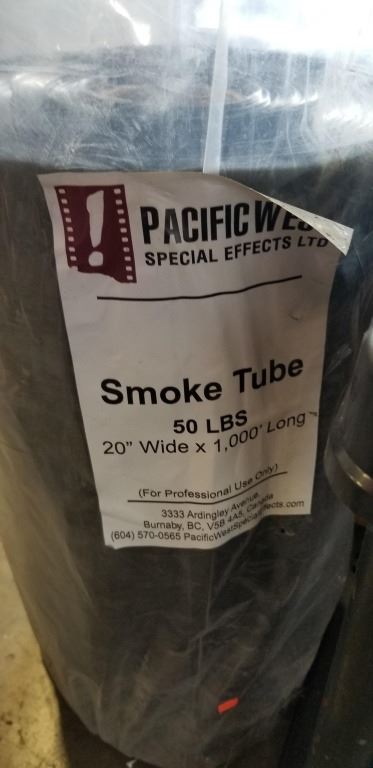 PACIFIC
SPECIAL EFFECTS LTD
Smoke Tube
50 LBS
20" Wide x 1,000' Long
(For Professional Use Only)
3333 Ardingley Avenue,
Burnaby, BC, V5B 4A5, Canada
(604) 570-0565 PacificWestSpecialEffects.com